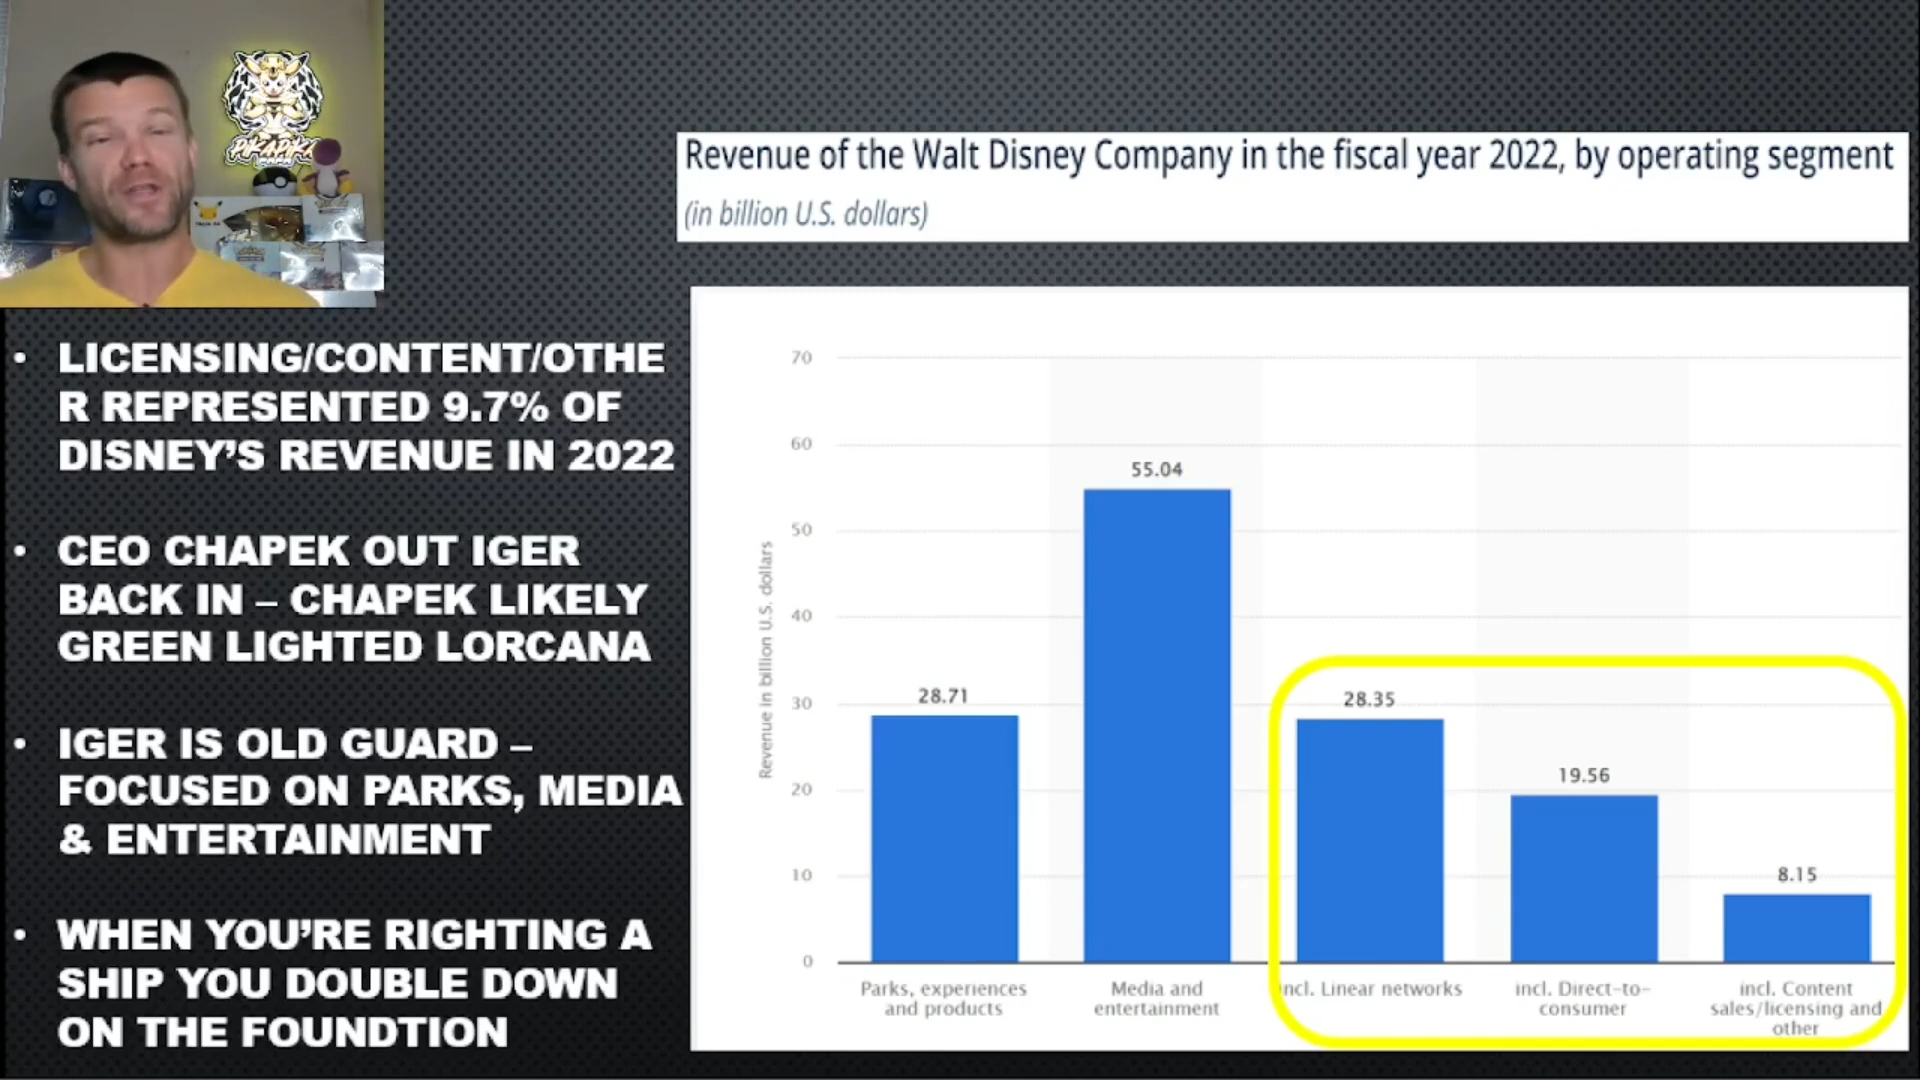 PIKAPIKA
PAPA
Revenue of the Walt Disney Company in the fiscal year 2022, by operating segment
(in billion U.S. dollars)
• LICENSING/CONTENT/OTHE
R REPRESENTED 9.7% OF
DISNEY'S REVENUE IN 2022
• CEO CHAPEK OUT IGER
BACK IN – CHAPEK LIKELY
GREEN LIGHTED LORCANA
• IGER IS OLD GUARD –
FOCUSED ON PARKS, MEDIA
& ENTERTAINMENT
• WHEN YOU'RE RIGHTING A
SHIP YOU DOUBLE DOWN
ON THE FOUNDTION
Revenue in billion U.S. dollars
70
60
50
40
30
20
10
0
28.71
55.04
28.35
19.56
8.15
Parks, experiences
and products
Media and
entertainment
incl. Linear networks
incl. Direct-to-
consumer
incl. Content
sales/licensing and
other